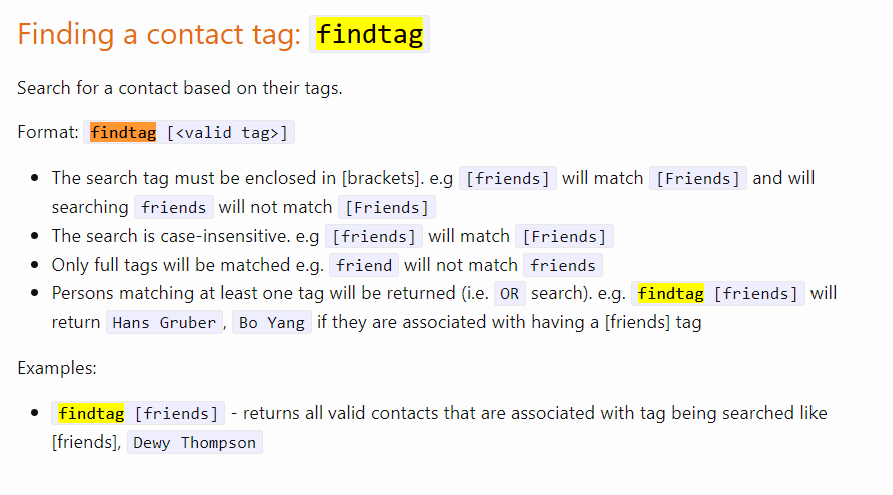 Finding a contact tag: findtag
Search for a contact based on their tags.
Format: findtag [<valid tag>]
• The search tag must be enclosed in [brackets]. e.g [friends] will match [Friends] and will
searching friends will not match [Friends]
• The search is case-insensitive. e.g [friends] will match [Friends]
• Only full tags will be matched e.g. friend will not match friends
• Persons matching at least one tag will be returned (i.e. OR search). e.g. findtag [friends] will
return Hans Gruber, Bo Yang if they are associated with having a [friends] tag
Examples:
• findtag [friends] - returns all valid contacts that are associated with tag being searched like
[friends], Dewy Thompson